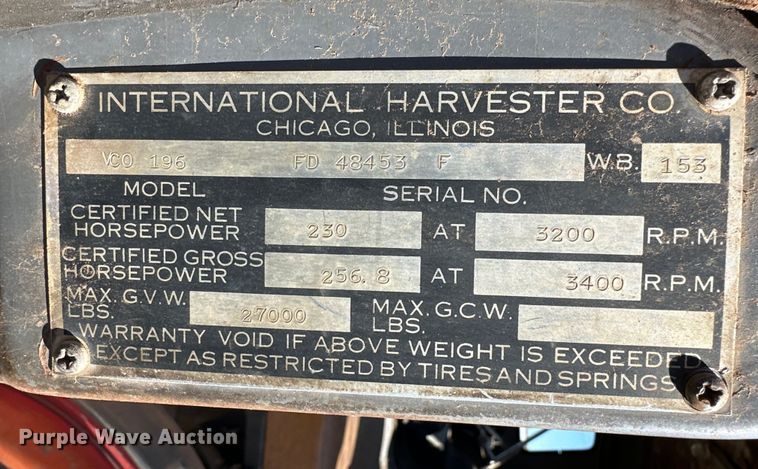 INTERNATIONAL HARVESTER CO.
CHICAGO, ILLINOIS
VCO 196 FD 48453 F W.B. 153
MODEL SERIAL NO.
CERTIFIED NET
HORSEPOWER 230 AT 3200 R.P.M.
CERTIFIED GROSS
HORSEPOWER 256.8 AT 3400 R.P.M.
MAX. G.V.W.
LBS. 27000 MAX. G.C.W.
LBS.
WARRANTY VOID IF ABOVE WEIGHT IS EXCEEDED
EXCEPT AS RESTRICTED BY TIRES AND SPRINGS
Purple Wave Auction